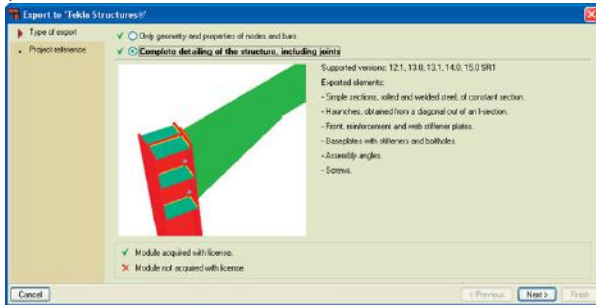 Export to 'Tekla Structures®'
Type of export
Project reference
Only geometry and properties of nodes and bars
Complete detailing of the structure, including joints
Supported versions: 12.1, 13.0, 13.1, 14.0, 15.0 SR1
Exported elements:
- Simple sections, rolled and welded steel, of constant section.
- Haunches, obtained from a diagonal cut of an I-section.
- Front, reinforcement and web stiffener plates.
- Baseplates with stiffeners and boltholes.
- Assembly angles.
- Screws.
Module acquired with license.
Module not acquired with license
Cancel
< Previous
Next >
Finish